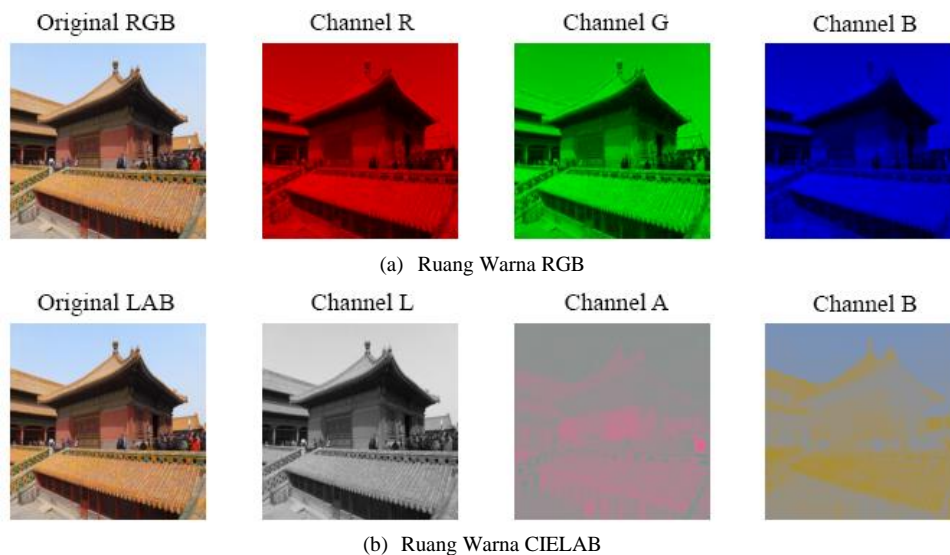 Original RGB Channel R Channel G Channel B
(a) Ruang Warna RGB
Original LAB Channel L Channel A Channel B
(b) Ruang Warna CIELAB